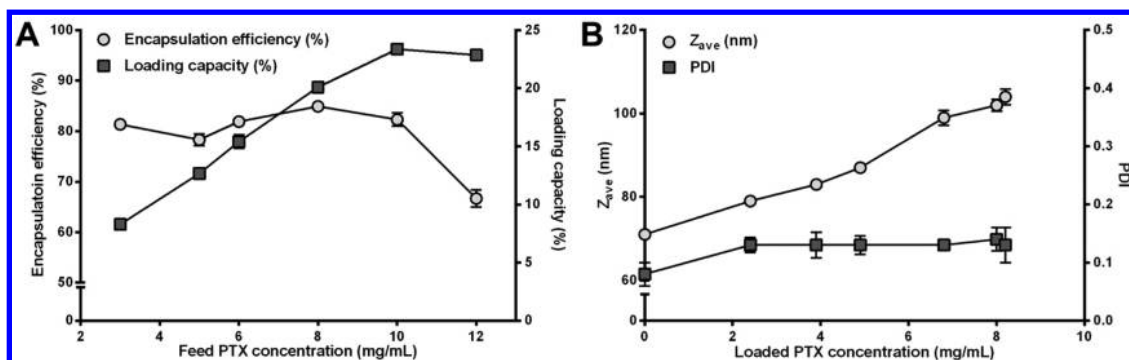 A
Encapsulation efficiency (%)
Loading capacity (%)
Encapsulatoin efficiency (%)
100
90
80
70
60
50
0
25
20
15
10
5
0
Loading capacity
(%)
2 4 6 8 10 12
Feed PTX concentration (mg/mL)
B
Zave (nm)
PDI
Zave (nm)
120
100
80
60
0
0.5
0.4
0.3
0.2
0.1
0.0
PDI
0 2 4 6 8 10
Loaded PTX concentration (mg/mL)